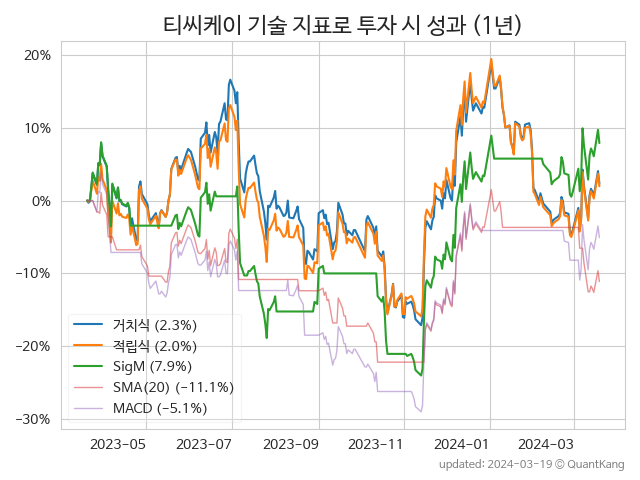 티씨케이 기술 지표로 투자 시 성과 (1년)
20%
10%
0%
−10%
−20%
−30%
거치식 (2.3%)
적립식 (2.0%)
SigM (7.9%)
SMA(20) (−11.1%)
MACD (−5.1%)
2023-05 2023-07 2023-09 2023-11 2024-01 2024-03
updated: 2024-03-19 © QuantKang